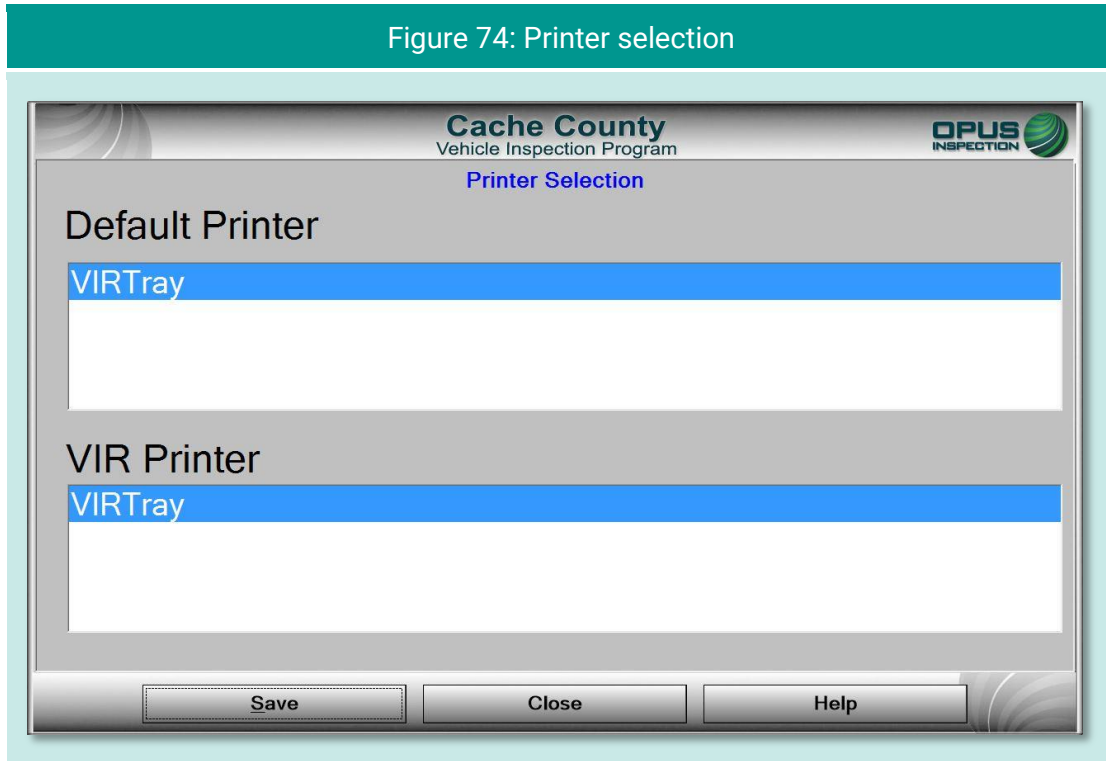 Figure 74: Printer selection
Cache County
Vehicle Inspection Program
OPUS
INSPECTION
Printer Selection
Default Printer
VIRTray
VIR Printer
VIRTray
Save Close Help